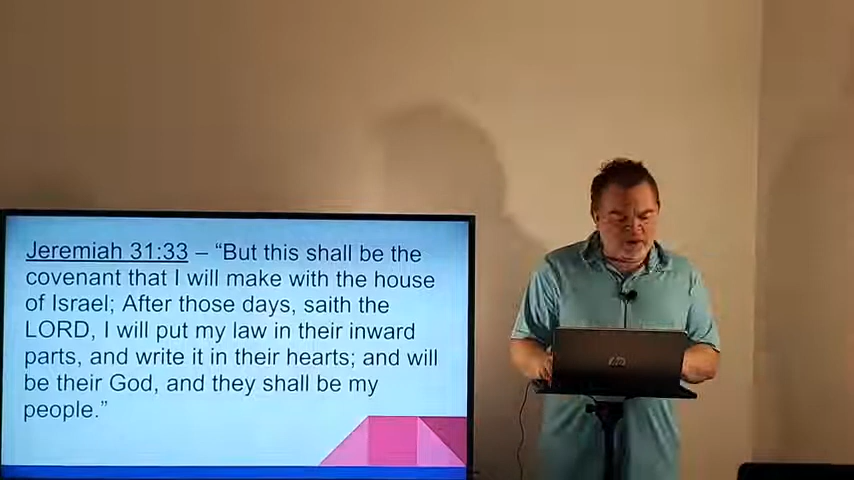 Jeremiah 31:33 – “But this shall be the
covenant that I will make with the house
of Israel; After those days, saith the
LORD, I will put my law in their inward
parts, and write it in their hearts; and will
be their God, and they shall be my
people.”
hp